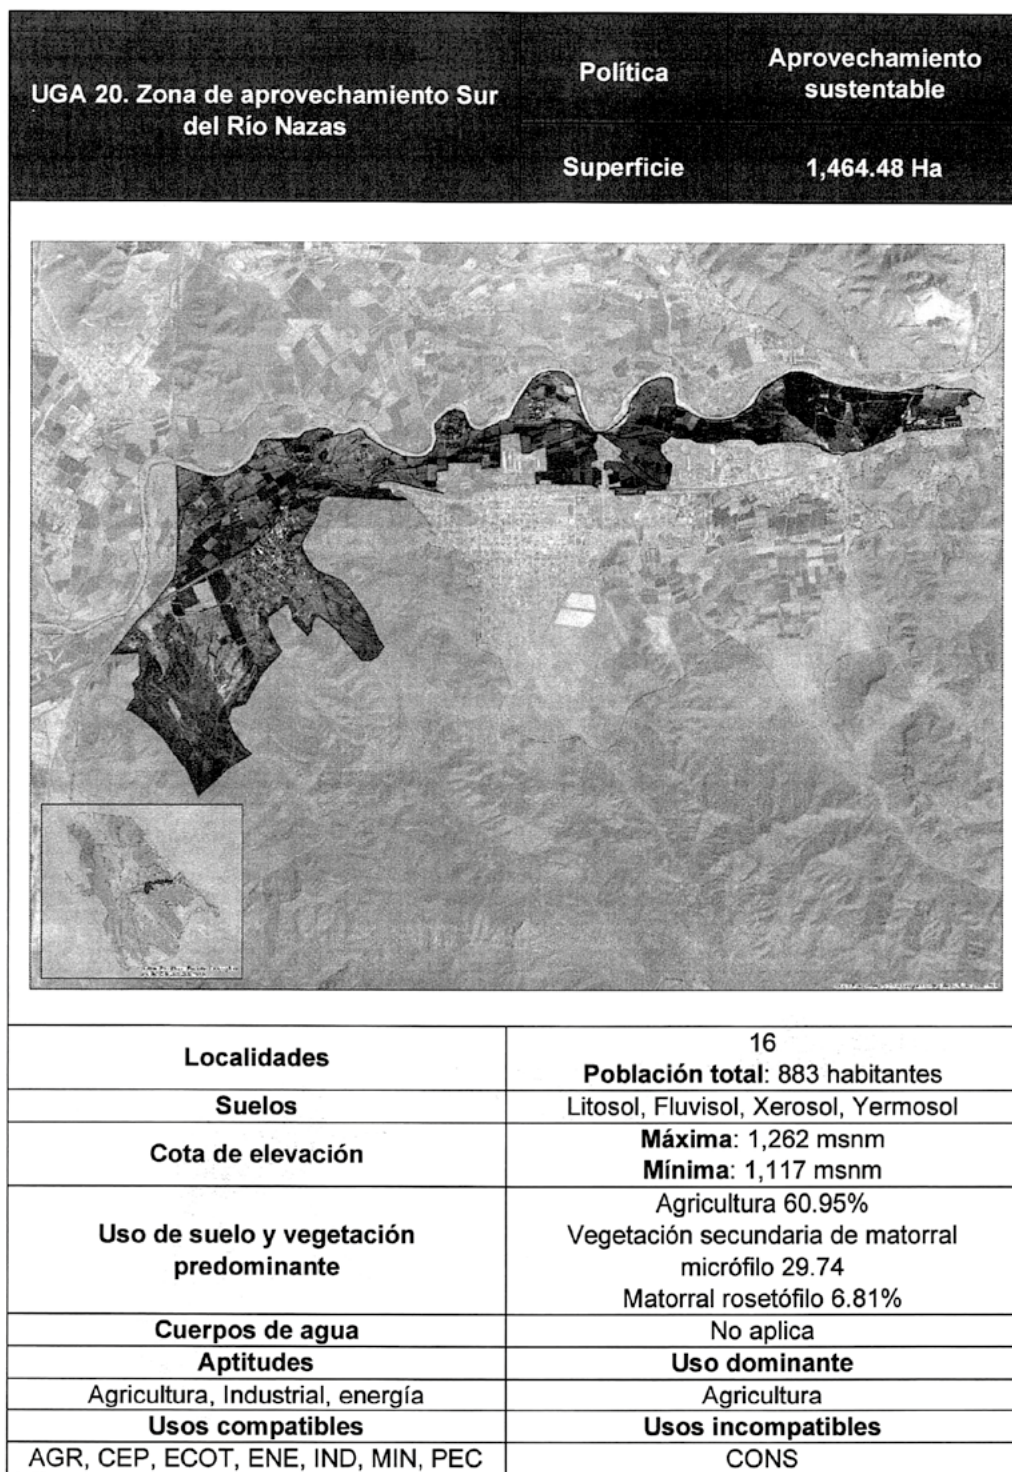 UGA 20. Zona de aprovechamiento Sur
del Río Nazas
Política
Aprovechamiento
sustentable
Superficie
1,464.48 Ha
Localidades
16
Población total: 883 habitantes
Suelos
Litosol, Fluvisol, Xerosol, Yermosol
Cota de elevación
Máxima: 1,262 msnm
Mínima: 1,117 msnm
Uso de suelo y vegetación
predominante
Agricultura 60.95%
Vegetación secundaria de matorral
micrófilo 29.74
Matorral rosetófilo 6.81%
Cuerpos de agua
No aplica
Aptitudes
Uso dominante
Agricultura, Industrial, energía
Agricultura
Usos compatibles
Usos incompatibles
AGR, CEP, ECOT, ENE, IND, MIN, PEC
CONS